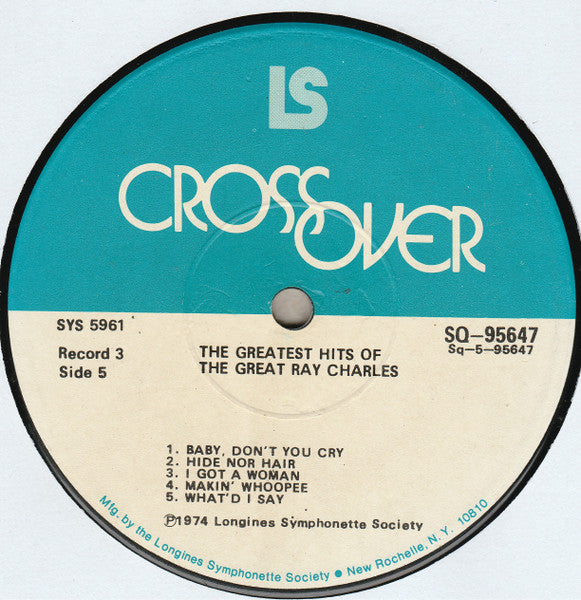 LS
CROSSOVER
SYS 5961
SQ-95647
Sq-5-95647
Record 3
Side 5
THE GREATEST HITS OF
THE GREAT RAY CHARLES
1. BABY, DON'T YOU CRY
2. HIDE NOR HAIR
3. I GOT A WOMAN
4. MAKIN' WHOOPEE
5. WHAT'D I SAY
℗1974 Longines Symphonette Society
Mfg. by the Longines Symphonette Society ● New Rochelle, N. Y. 10810